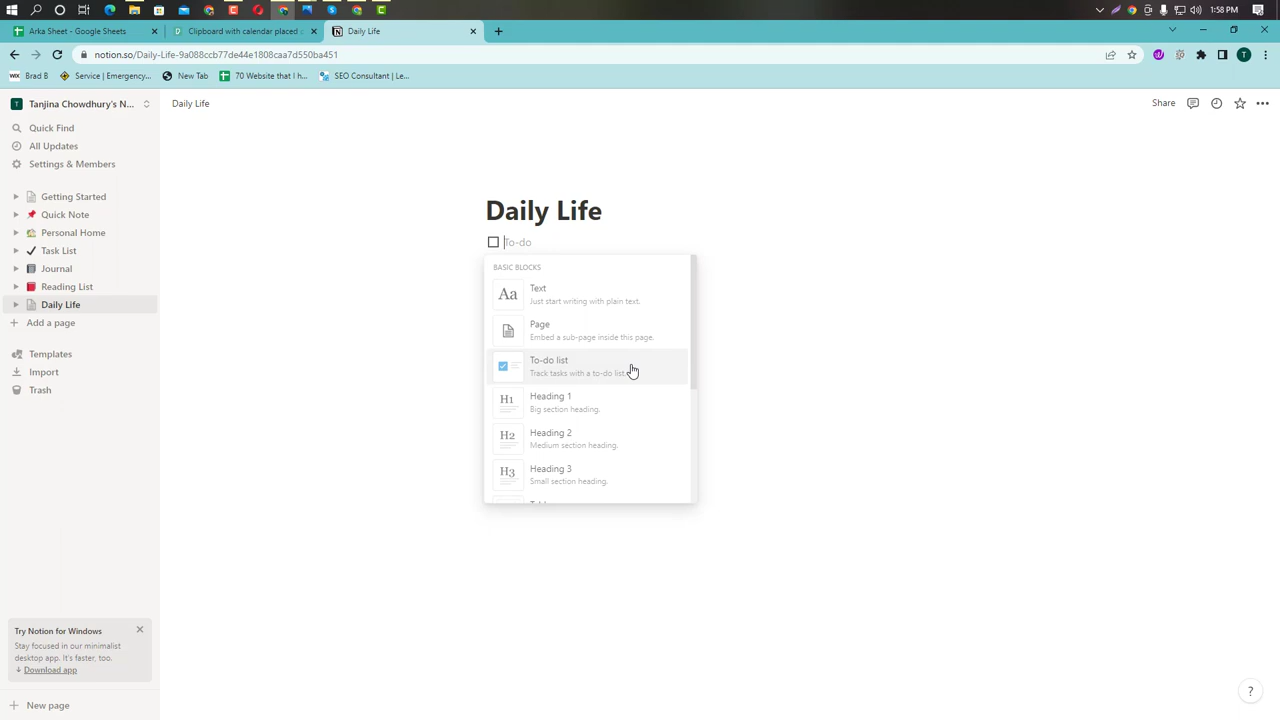 1:58 PM
Arka Sheet - Google Sheets
Clipboard with calendar placed
Daily Life
notion.so/Daily-Life-9a088ccb77de44e1808caa7d550ba451
WiX Brad B
Service | Emergency...
New Tab
70 Website that I h...
SEO Consultant | Le...
T Tanjina Chowdhury's N...
Daily Life
Share
Quick Find
All Updates
Settings & Members
Getting Started
Quick Note
Personal Home
Task List
Journal
Reading List
Daily Life
Add a page
Templates
Import
Trash
Daily Life
To-do
BASIC BLOCKS
Aa Text
Just start writing with plain text.
Page
Embed a sub-page inside this page.
To-do list
Track tasks with a to-do list.
H1 Heading 1
Big section heading.
H2 Heading 2
Medium section heading.
H3 Heading 3
Small section heading.
Try Notion for Windows
Stay focused in our minimalist
desktop app. It's faster, too.
Download app
New page
?